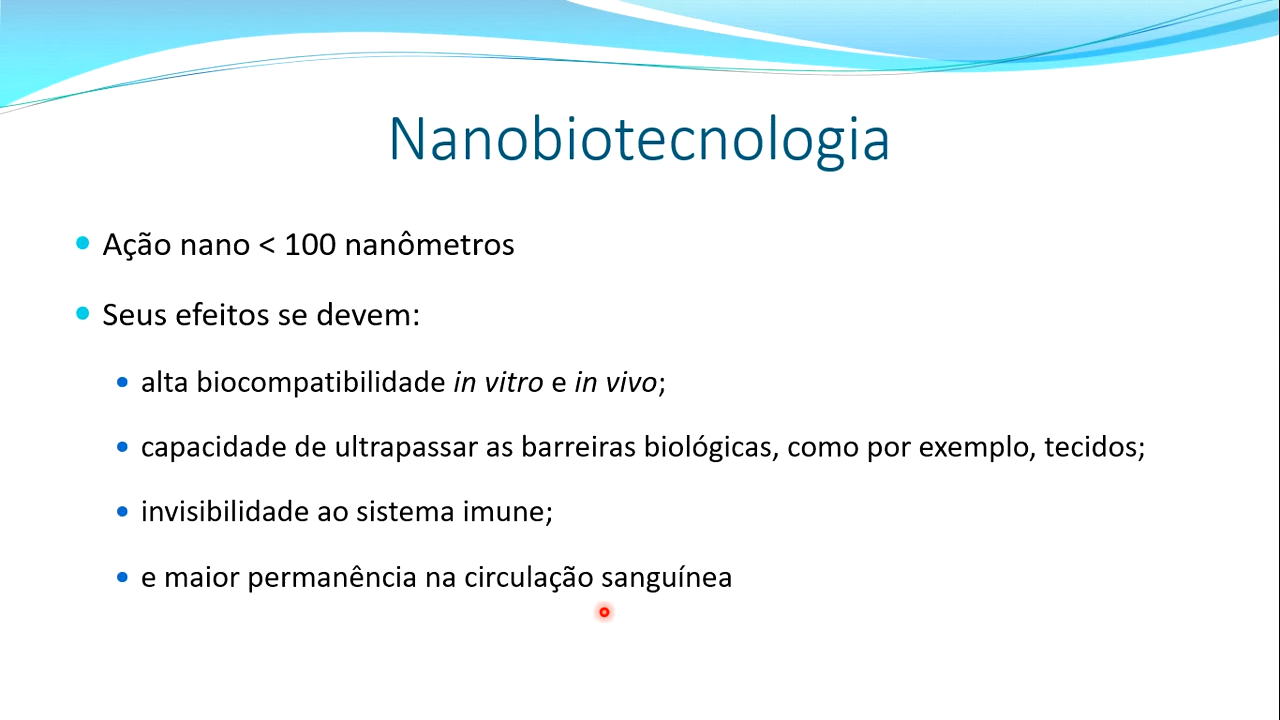 Nanobiotecnologia
Ação nano < 100 nanômetros
Seus efeitos se devem:
alta biocompatibilidade in vitro e in vivo;
capacidade de ultrapassar as barreiras biológicas, como por exemplo, tecidos;
invisibilidade ao sistema imune;
e maior permanência na circulação sanguínea